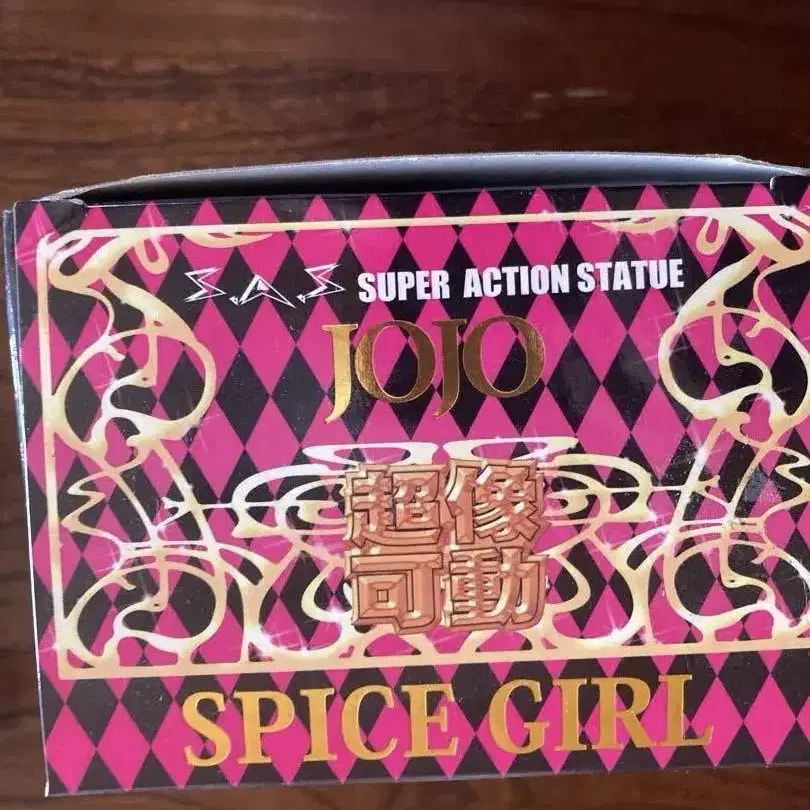 S.A.S SUPER ACTION STATUE
JOJO
超像
可動
SPICE GIRL